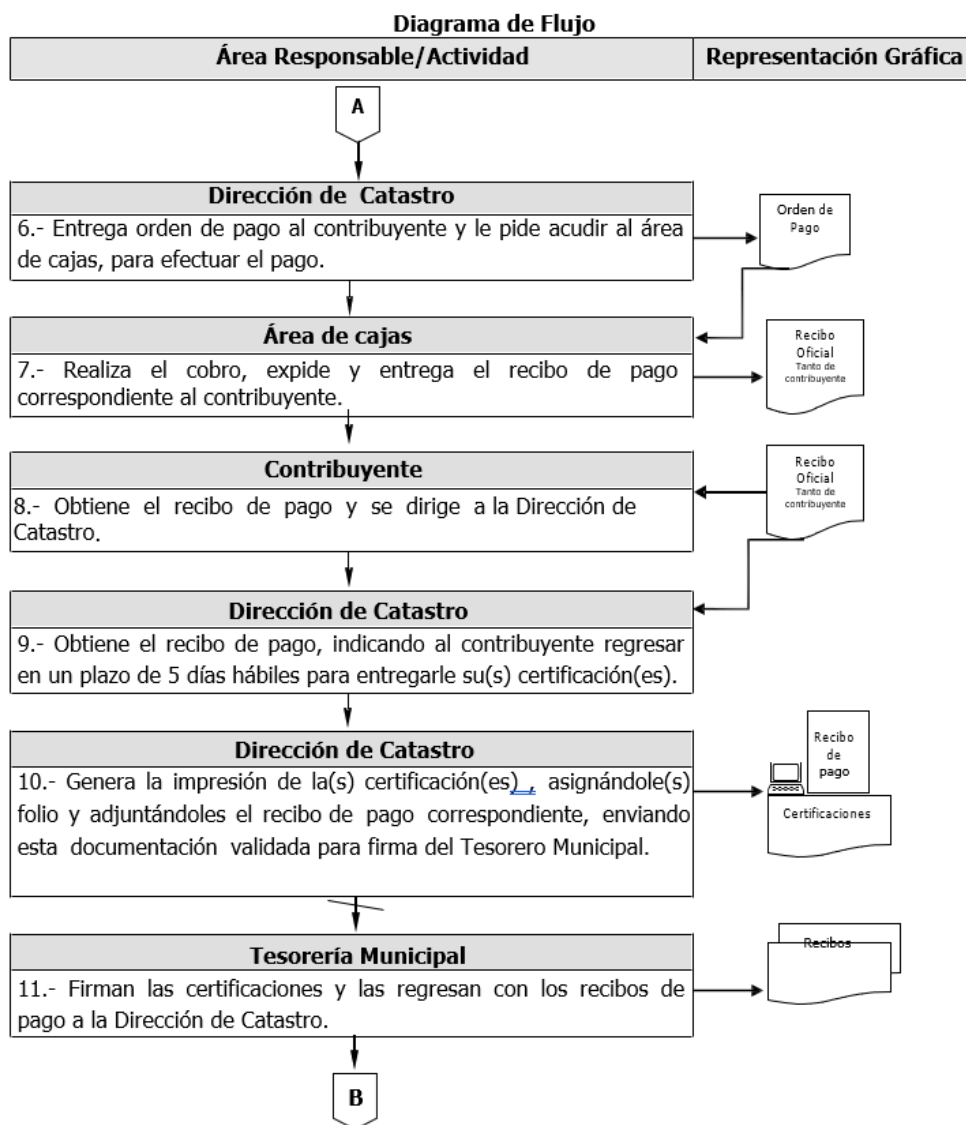 Diagrama de Flujo
Área Responsable/Actividad
Representación Gráfica
A
Dirección de Catastro
6.- Entrega orden de pago al contribuyente y le pide acudir al área
de cajas, para efectuar el pago.
Orden de
Pago
Área de cajas
7.- Realiza el cobro, expide y entrega el recibo de pago
correspondiente al contribuyente.
Recibo
Oficial
Tanto de
contribuyente
Contribuyente
8.- Obtiene el recibo de pago y se dirige a la Dirección de
Catastro.
Recibo
Oficial
Tanto de
contribuyente
Dirección de Catastro
9.- Obtiene el recibo de pago, indicando al contribuyente regresar
en un plazo de 5 días hábiles para entregarle su(s) certificación(es).
Dirección de Catastro
10.- Genera la impresión de la(s) certificación(es) , asignándole(s)
folio y adjuntándoles el recibo de pago correspondiente, enviando
esta documentación validada para firma del Tesorero Municipal.
Recibo
de
pago
Certificaciones
Tesorería Municipal
11.- Firman las certificaciones y las regresan con los recibos de
pago a la Dirección de Catastro.
Recibos
B